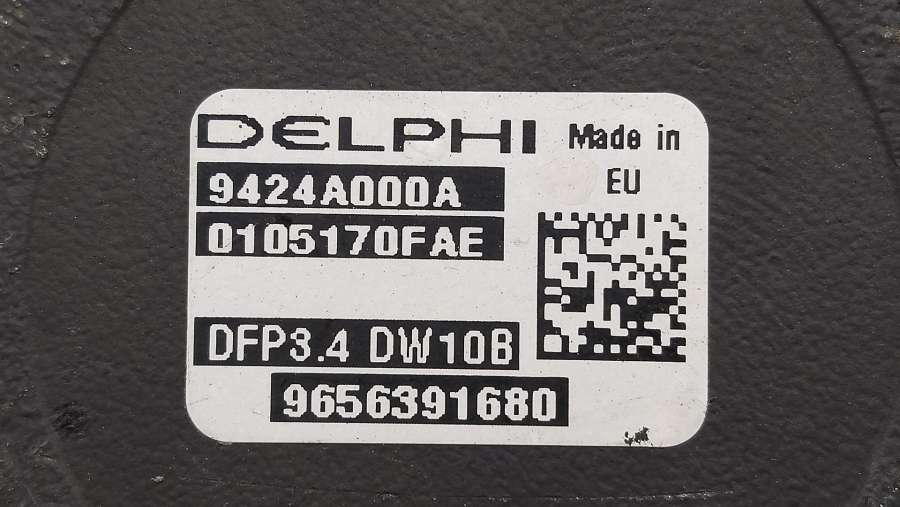 DELPHI
Made in
EU
9424A000A
0105170FAE
DFP3.4 DW10B
9656391680